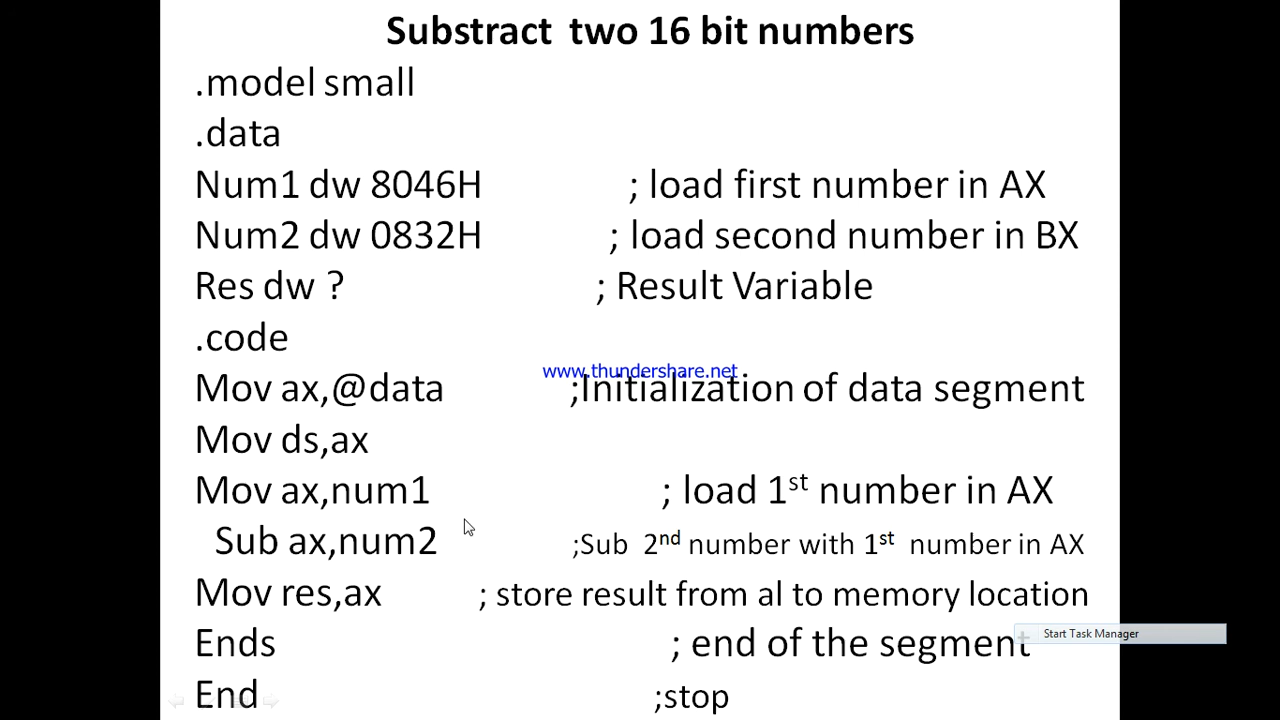 Substract two 16 bit numbers
.model small
.data
Num1 dw 8046H ; load first number in AX
Num2 dw 0832H ; load second number in BX
Res dw ? ; Result Variable
.code
www.thundershare.net
Mov ax,@data ;Initialization of data segment
Mov ds,ax
Mov ax,num1 ; load 1st number in AX
Sub ax,num2 ;Sub 2nd number with 1st number in AX
Mov res,ax ; store result from al to memory location
Start Task Manager
Ends ; end of the segment
End ;stop